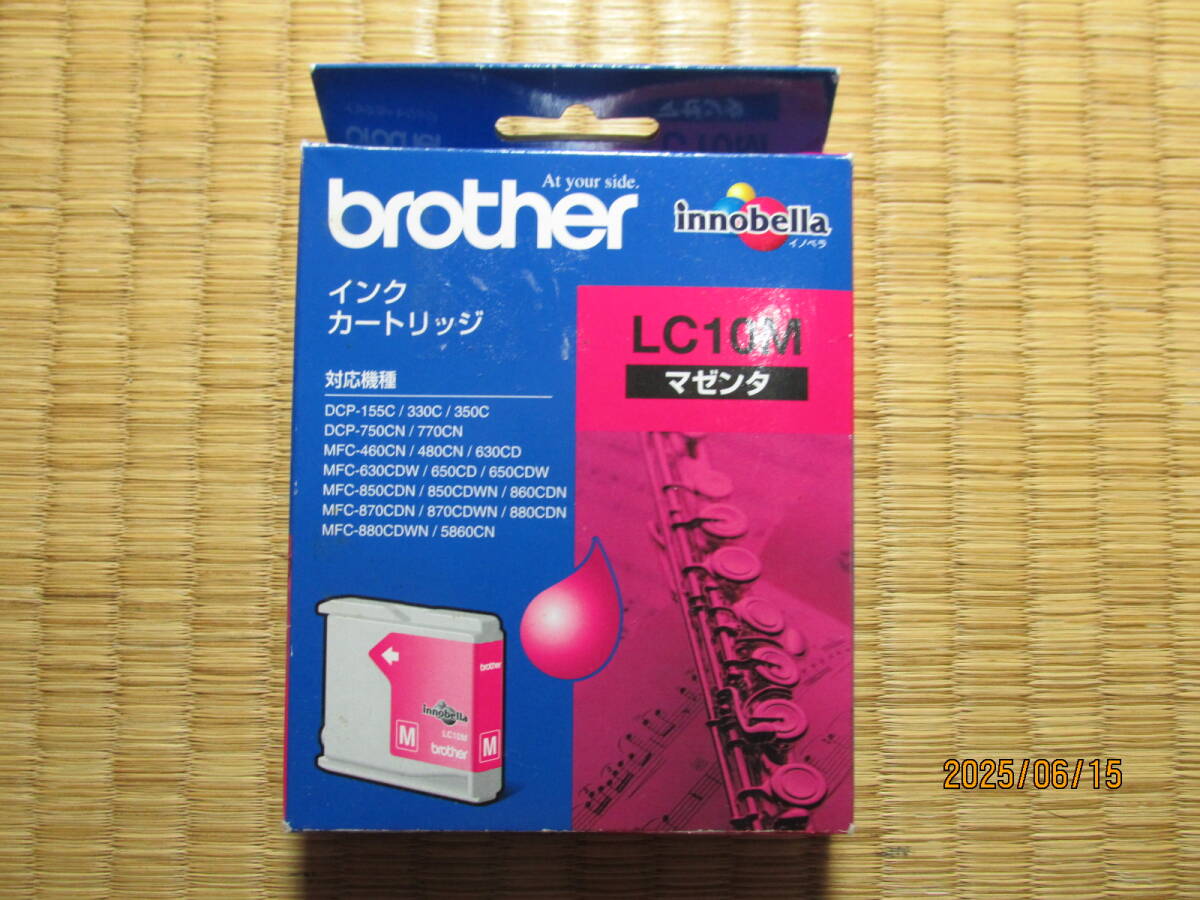 At your side.
brother
innobella
イノベラ
インク
カートリッジ
LC10M
マゼンタ
対応機種
DCP-155C / 330C / 350C
DCP-750CN / 770CN
MFC-460CN / 480CN / 630CD
MFC-630CDW / 650CD / 650CDW
MFC-850CDN / 850CDWN / 860CDN
MFC-870CDN / 870CDWN / 880CDN
MFC-880CDWN / 5860CN
brother
innobella
LC10M
M
brother
M
2025/06/15